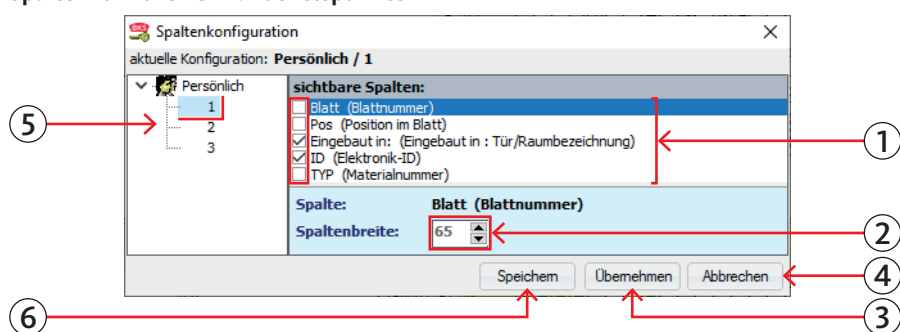 BKS Spaltenkonfiguration
aktuelle Konfiguration: Persönlich / 1
Persönlich
1
2
3
sichtbare Spalten:
Blatt (Blattnummer)
Pos (Position im Blatt)
Eingebaut in: (Eingebaut in : Tür/Raumbezeichnung)
ID (Elektronik-ID)
TYP (Materialnummer)
Spalte: Blatt (Blattnummer)
Spaltenbreite: 65
Speichern Übernehmen Abbrechen
5
1
2
4
6
3